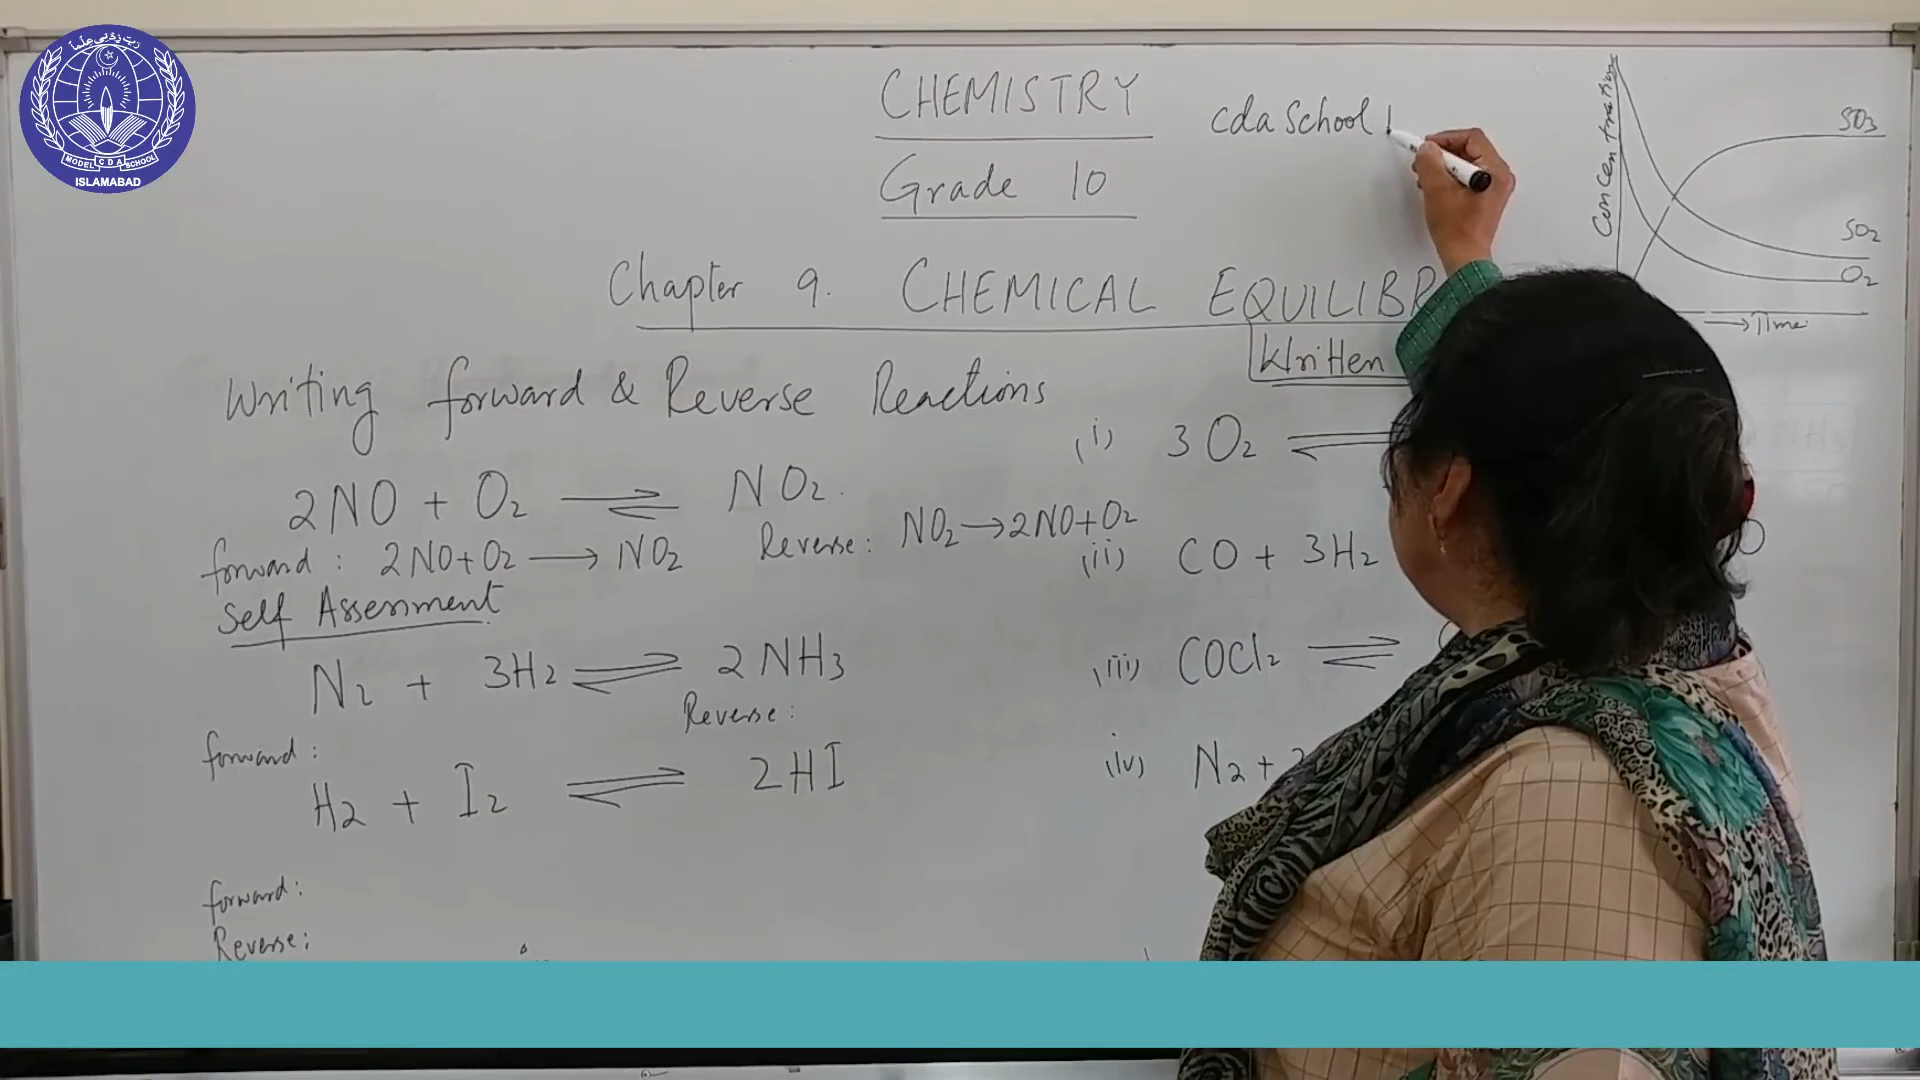 رَبِّ زِدْنِي عِلْمًا
MODEL C D A SCHOOL
ISLAMABAD
CHEMISTRY
Grade 10
cda School
Chapter 9. CHEMICAL EQUILIBR
Written
Writing forward & Reverse Reactions
2NO + O2 ⇌ NO2.
forward : 2NO+O2 → NO2
Reverse : NO2 → 2NO+O2
Self Assesment
N2 + 3H2 ⇌ 2NH3
Reverse :
forward :
H2 + I2 ⇌ 2HI
forward :
Reverse :
(i) 3O2 ⇌
(ii) CO + 3H2 O
(iii) COCl2 ⇌
(iv) N2 +
Concentration
SO3
SO2
O2
→ Time